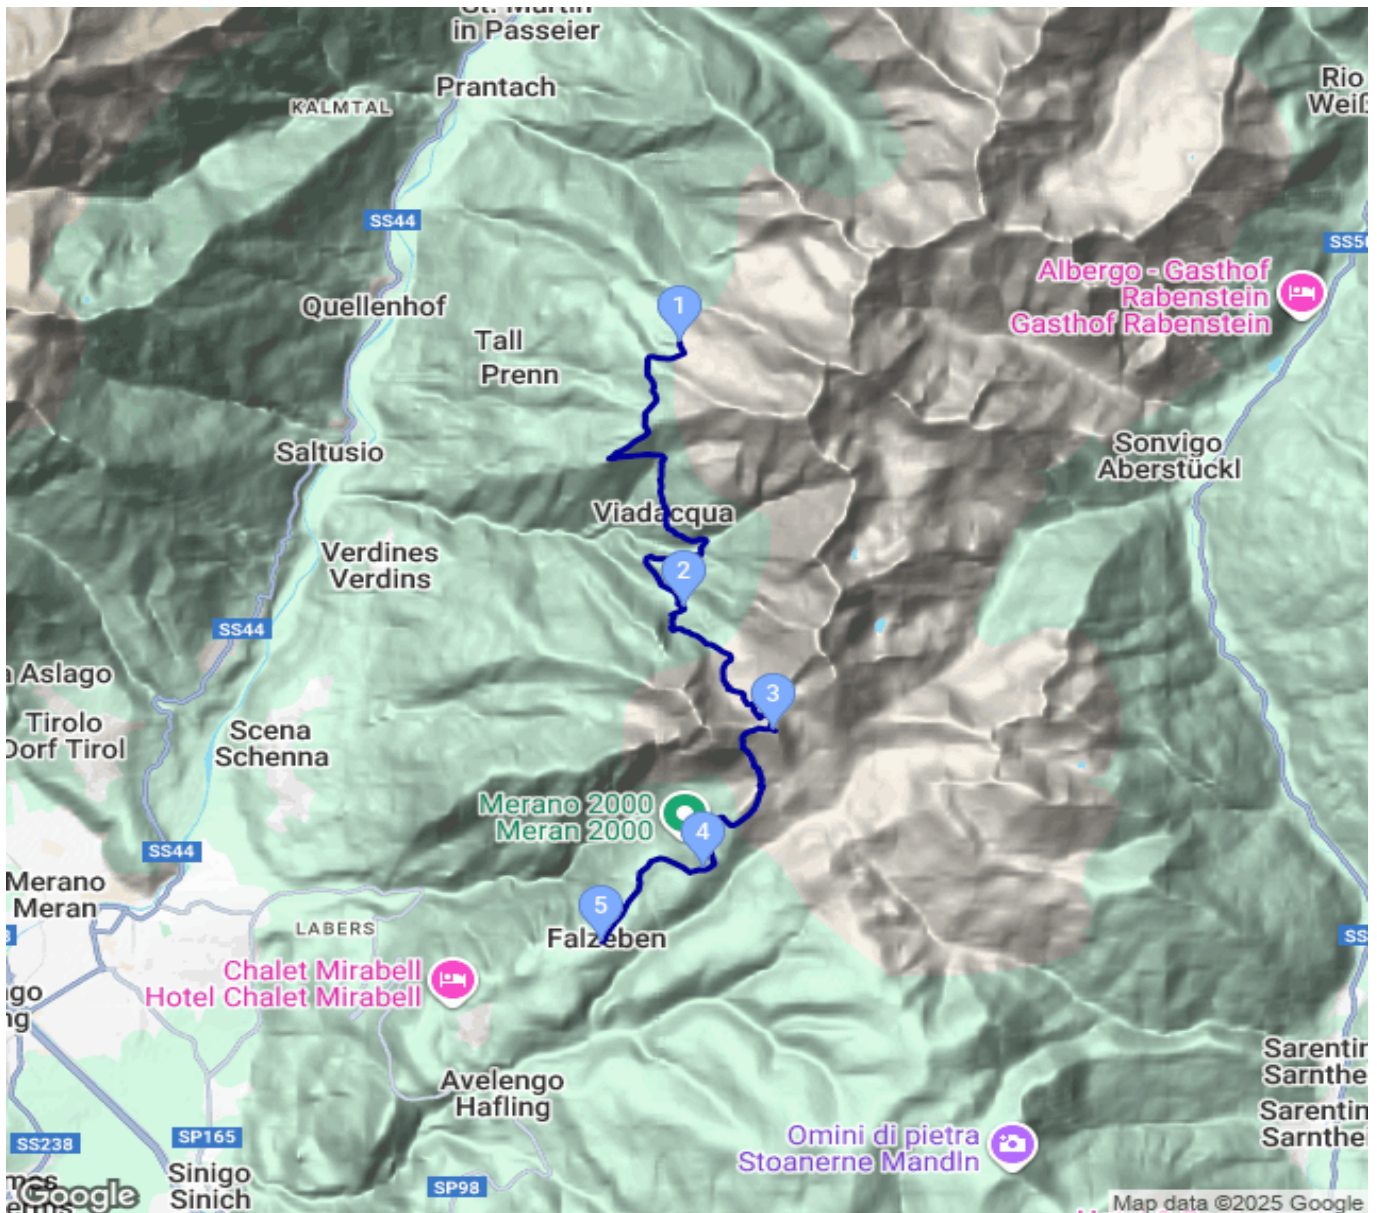 St. Martin
in Passeier
Prantach
KALMTAL
Rio
SS44
Albergo - Gasthof
Rabenstein
Gasthof Rabenstein
Quellenhof
1
Tall
Prenn
Saltusio
Sonvigo
Aberstückl
Viadacqua
Verdines
Verdins
2
SS44
Aslago
3
Tirolo
Dorf Tirol
Scena
Schenna
Merano 2000
Meran 2000
4
SS44
Merano
Meran
5
LABERS
Falzeben
Chalet Mirabell
Hotel Chalet Mirabell
Avelengo
Hafling
Omini di pietra
Stoanerne Mandln
SS238
SP165
Sinigo
Sinich
SP98
Google
Map data ©2025 Google